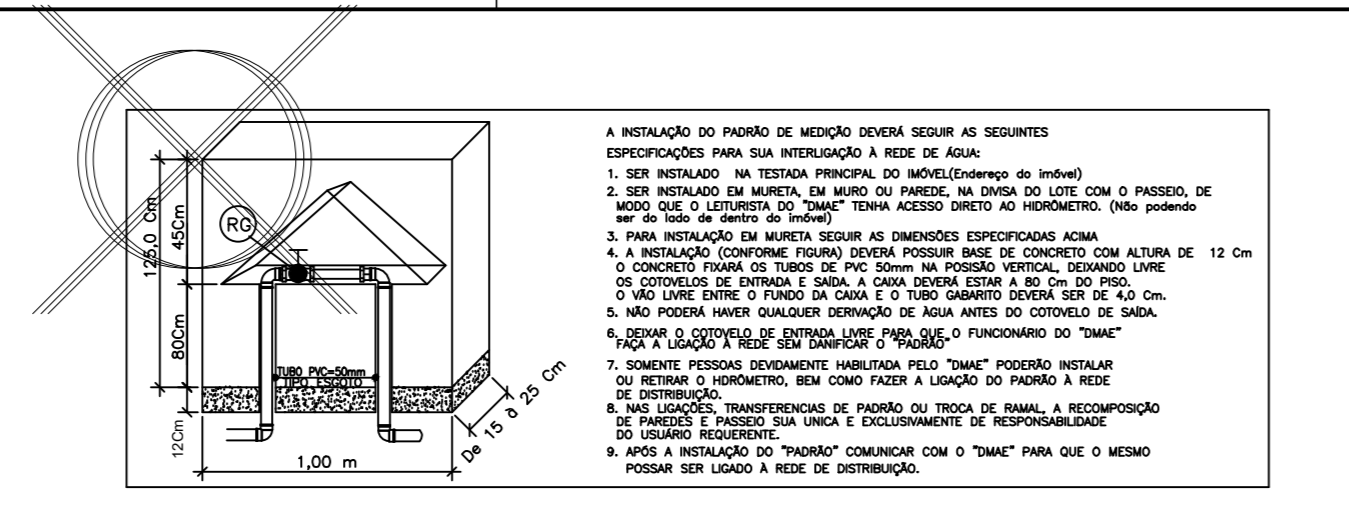 125,0 Cm
45Cm
800Cm
12Cm
RG
TUBO PVC=50mm
TIPO ESGOTO
1,00 m
De 15 à 25 Cm
A INSTALAÇÃO DO PADRÃO DE MEDIÇÃO DEVERÁ SEGUIR AS SEGUINTES
ESPECIFICAÇÕES PARA SUA INTERLIGAÇÃO À REDE DE ÁGUA:
1. SER INSTALADO NA TESTADA PRINCIPAL DO IMÓVEL(Endereço do imóvel)
2. SER INSTALADO EM MURETA, EM MURO OU PAREDE, NA DIVISA DO LOTE COM O PASSEIO, DE
MODO QUE O LEITURISTA DO "DMAE" TENHA ACESSO DIRETO AO HIDRÔMETRO. (Não podendo
ser do lado de dentro do imóvel)
3. PARA INSTALAÇÃO EM MURETA SEGUIR AS DIMENSÕES ESPECIFICADAS ACIMA
4. A INSTALAÇÃO (CONFORME FIGURA) DEVERÁ POSSUIR BASE DE CONCRETO COM ALTURA DE 12 Cm
O CONCRETO FIXARÁ OS TUBOS DE PVC 50mm NA POSISÃO VERTICAL, DEIXANDO LIVRE
OS COTOVELOS DE ENTRADA E SAÍDA. A CAIXA DEVERÁ ESTAR A 80 Cm DO PISO.
O VÃO LIVRE ENTRE O FUNDO DA CAIXA E O TUBO GABARITO DEVERÁ SER DE 4,0 Cm.
5. NÃO PODERÁ HAVER QUALQUER DERIVAÇÃO DE ÀGUA ANTES DO COTOVELO DE SAÍDA.
6. DEIXAR O COTOVELO DE ENTRADA LIVRE PARA QUE O FUNCIONÁRIO DO "DMAE"
FAÇA A LIGAÇÃO À REDE SEM DANIFICAR O "PADRÃO"
7. SOMENTE PESSOAS DEVIDAMENTE HABILITADA PELO "DMAE" PODERÃO INSTALAR
OU RETIRAR O HDRÔMETRO, BEM COMO FAZER A LIGAÇÃO DO PADRÃO À REDE
DE DISTRIBUIÇÃO.
8. NAS LIGAÇÕES, TRANSFERENCIAS DE PADRÃO OU TROCA DE RAMAL, A RECOMPOSIÇÃO
DE PAREDES E PASSEIO SUA UNICA E EXCLUSIVAMENTE DE RESPONSABILIDADE
DO USUÁRIO REQUERENTE.
9. APÓS A INSTALAÇÃO DO "PADRÃO" COMUNICAR COM O "DMAE" PARA QUE O MESMO
POSSAR SER LIGADO À REDE DE DISTRIBUIÇÃO.